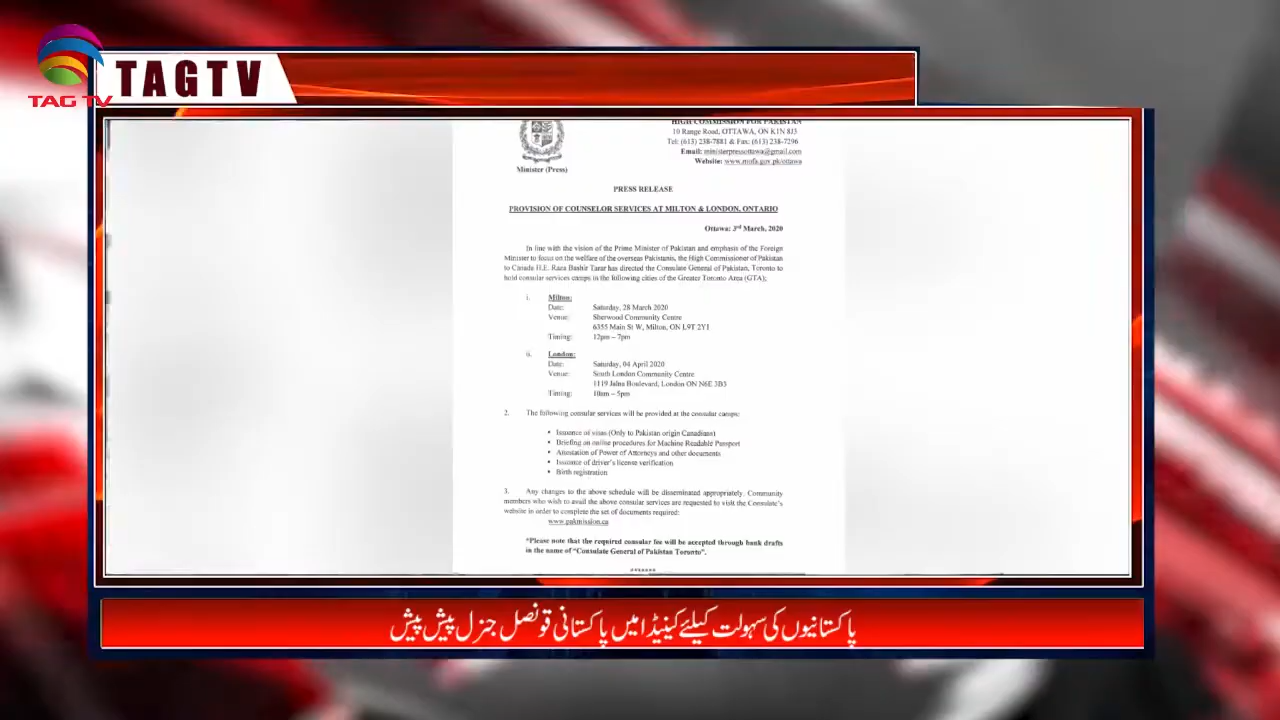 TAG TV
TAGTV
HIGH COMMISSION FOR PAKISTAN
10 Range Road, OTTAWA, ON K1N 8J3
Tel: (613) 238-7881 & Fax: (613) 238-7296
Email: ministerpressottawa@gmail.com
Website: www.mofa.gov.pk/ottawa
Minister (Press)
PRESS RELEASE
PROVISION OF COUNSELOR SERVICES AT MILTON & LONDON, ONTARIO
Ottawa: 3rd March, 2020
In line with the vision of the Prime Minister of Pakistan and emphasis of the Foreign
Minister to focus on the welfare of the overseas Pakistanis, the High Commissioner of Pakistan
to Canada H.E. Raza Bashir Tarar has directed the Consulate General of Pakistan, Toronto to
hold consular services camps in the following cities of the Greater Toronto Area (GTA);
i. Milton:
Date: Saturday, 28 March 2020
Venue: Sherwood Community Centre
6355 Main St W, Milton, ON L9T 2Y1
Timing: 12pm – 7pm
ii. London:
Date: Saturday, 04 April 2020
Venue: South London Community Centre
1119 Jalna Boulevard, London ON N6E 3B3
Timing: 10am – 5pm
2. The following consular services will be provided at the consular camps:
• Issuance of visas (Only to Pakistan origin Canadians)
• Briefing on online procedures for Machine Readable Passport
• Attestation of Power of Attorneys and other documents
• Issuance of driver's license verification
• Birth registration
3. Any changes to the above schedule will be disseminated appropriately. Community
members who wish to avail the above consular services are requested to visit the Consulate's
website in order to complete the set of documents required:
www.pakmission.ca
*Please note that the required consular fee will be accepted through bank drafts
in the name of "Consulate General of Pakistan Toronto".
*******
پاکستانیوں کی سہولت کیلئے کینیڈا میں پاکستانی قونصل جنرل پیش پیش